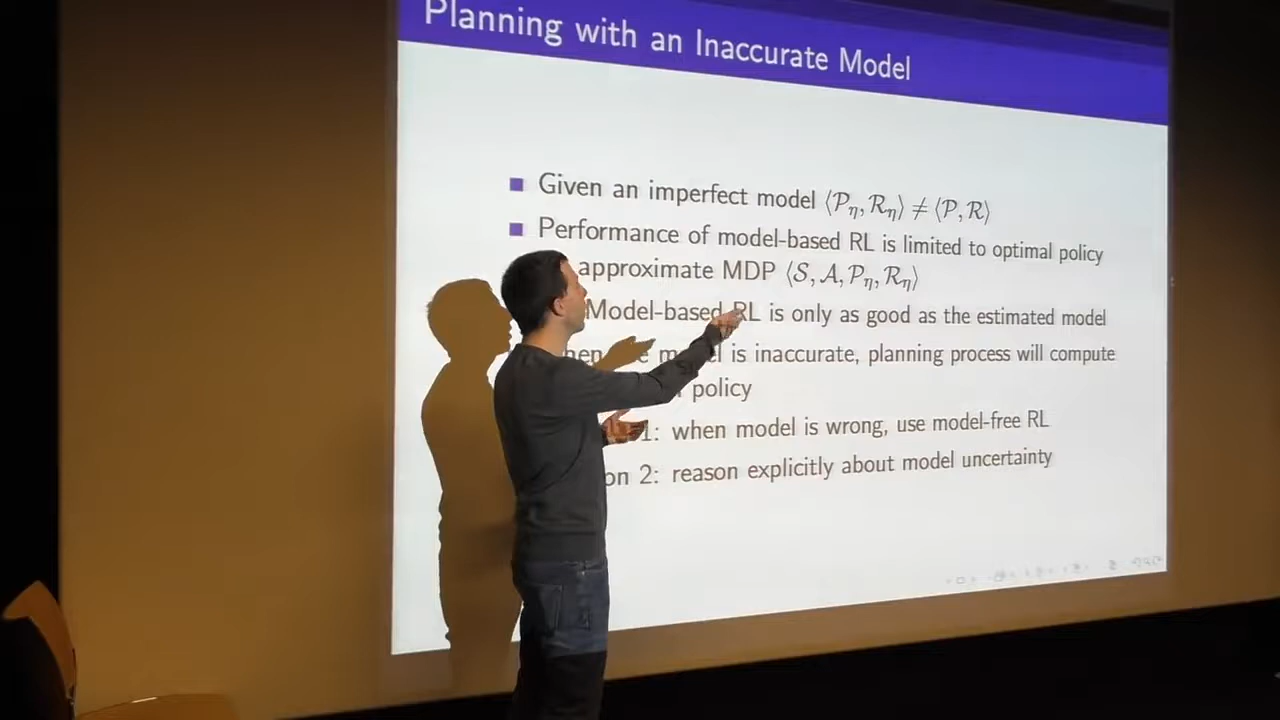 Planning with an Inaccurate Model
Given an imperfect model ⟨𝒫η, ℛη⟩ ≠ ⟨𝒫, ℛ⟩
Performance of model-based RL is limited to optimal policy
approximate MDP ⟨𝒮, 𝒜, 𝒫η, ℛη⟩
Model-based RL is only as good as the estimated model
is inaccurate, planning process will compute
policy
1: when model is wrong, use model-free RL
2: reason explicitly about model uncertainty